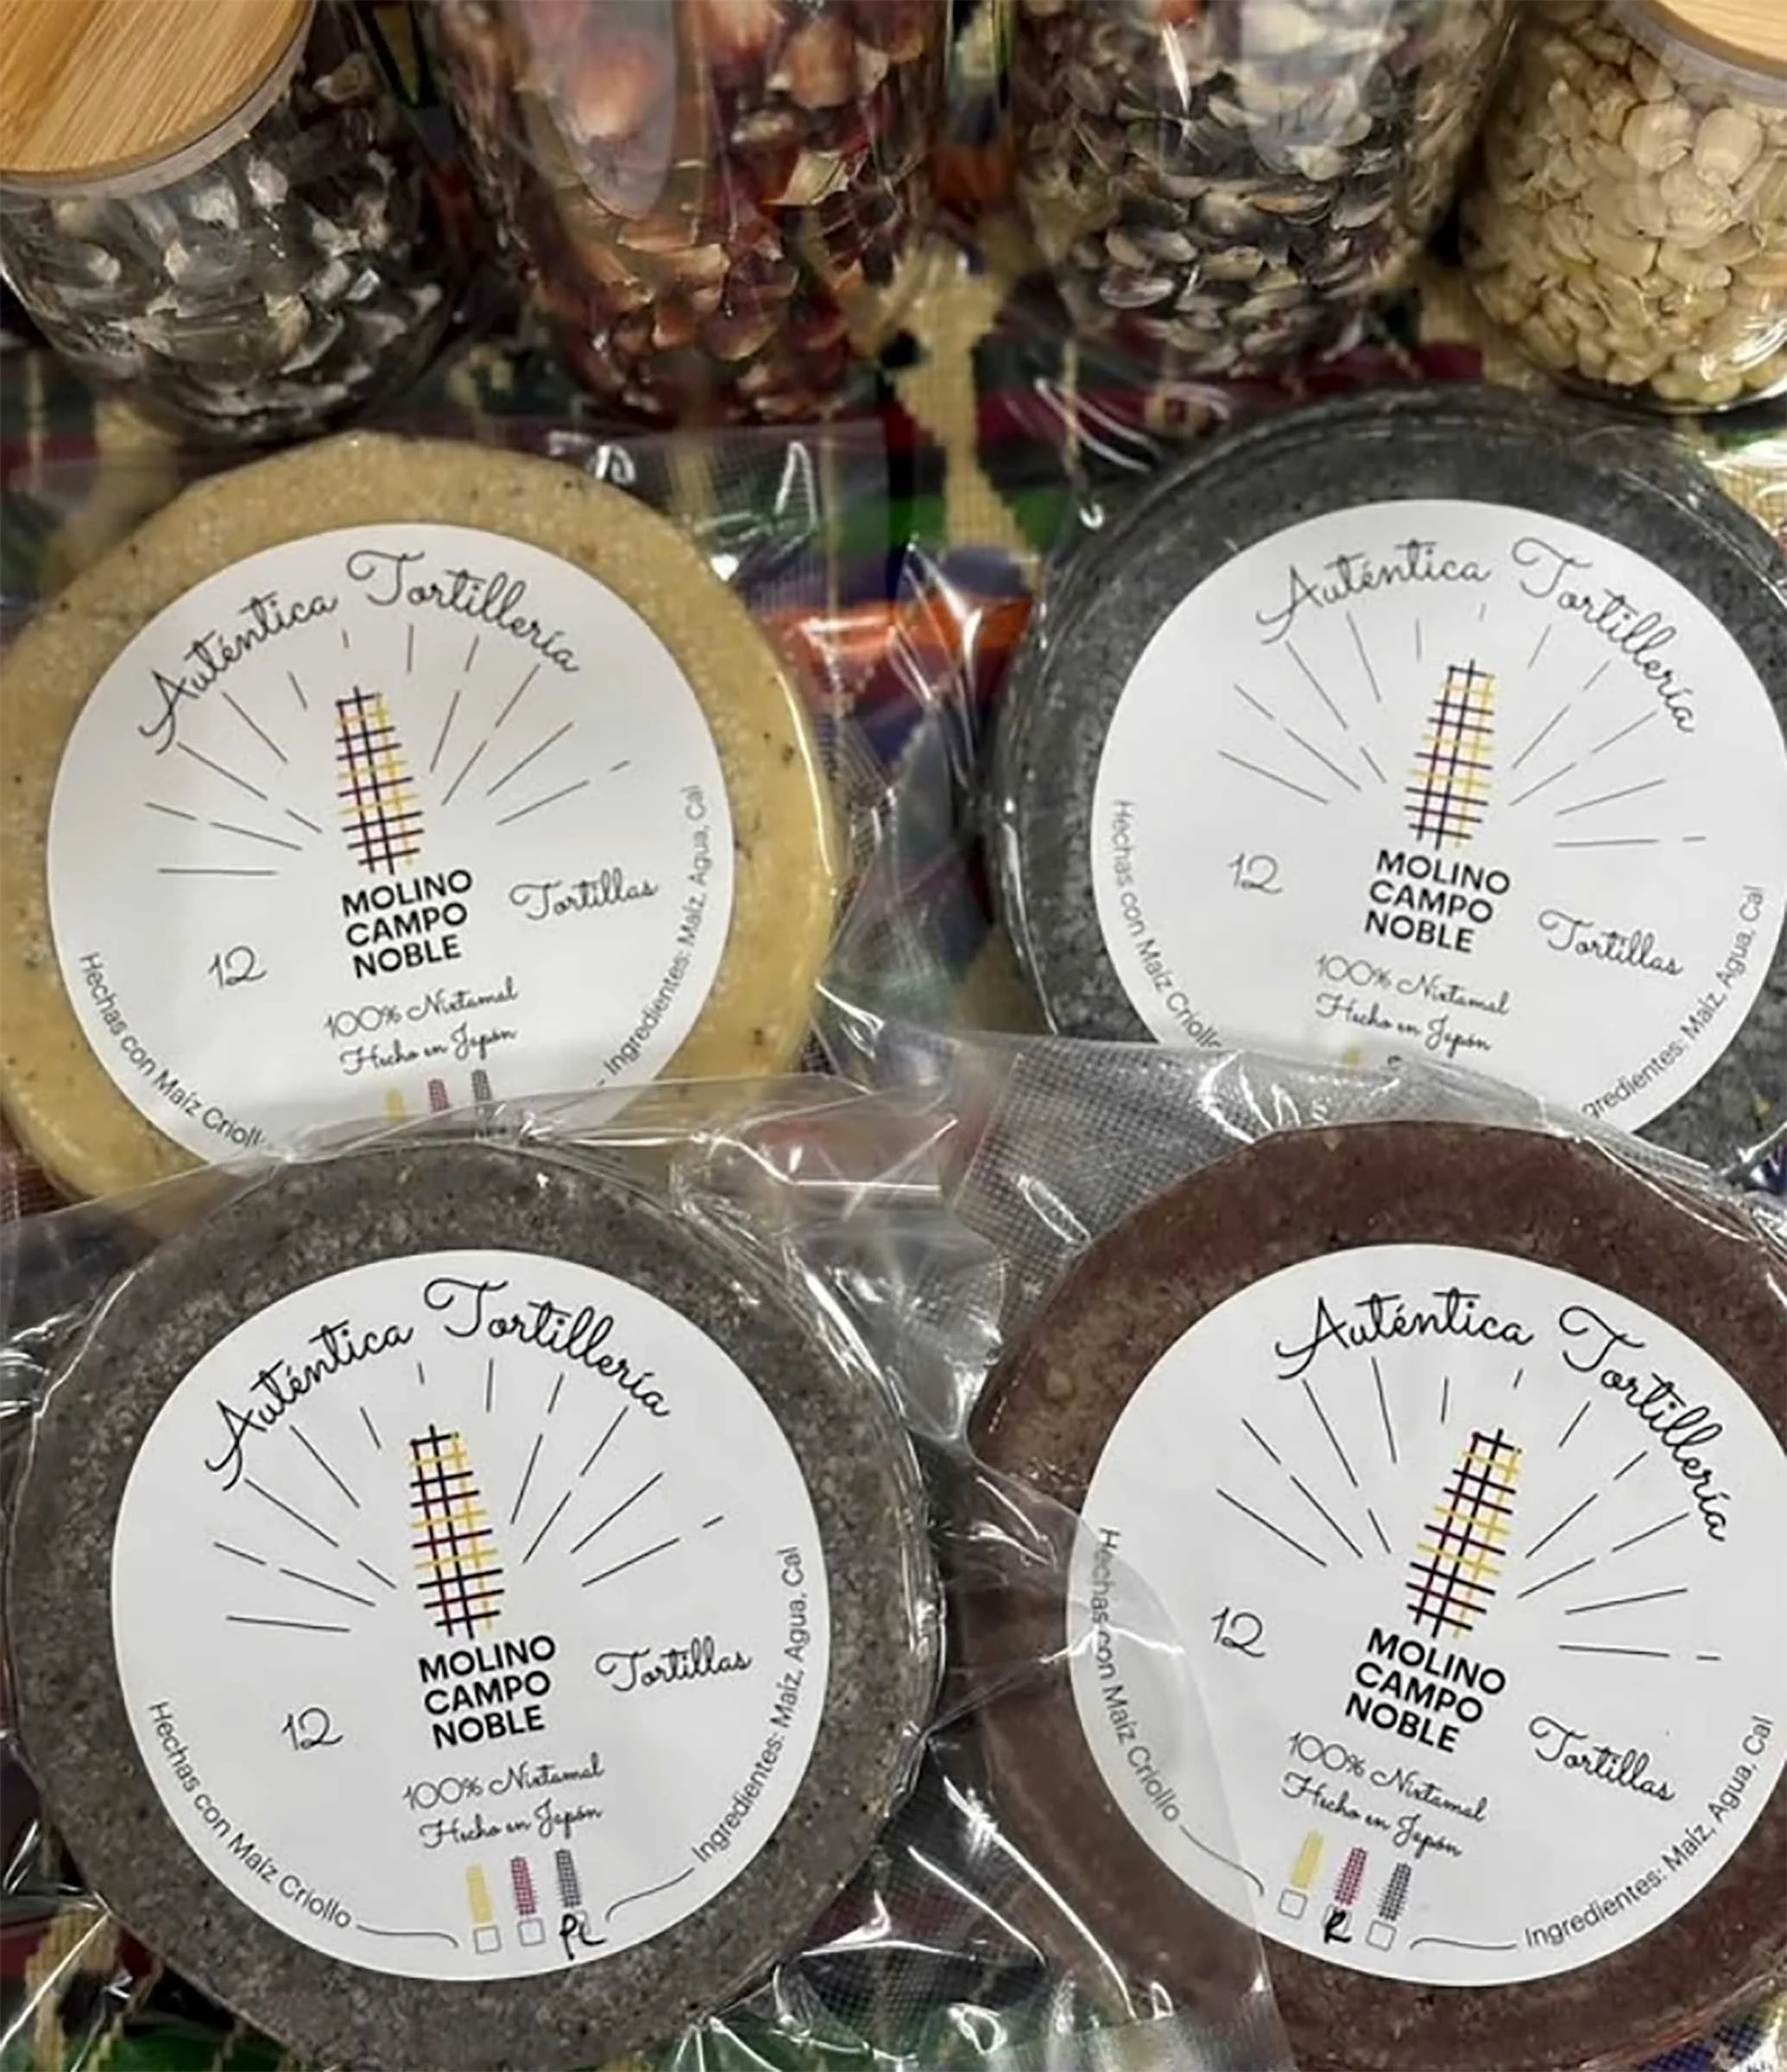 Auténtica Tortillería
MOLINO
CAMPO
NOBLE
12
Tortillas
100% Nixtamal
Hecho en Japón
Hechas con Maíz Crioll
Ingredientes: Maíz, Agua, Cal
Auténtica Tortillería
MOLINO
CAMPO
NOBLE
12
Tortillas
100% Nixtamal
Hecho en Japón
Hechas con Maíz Criollo
gredientes: Maíz, Agua, Cal
Auténtica Tortillería
MOLINO
CAMPO
NOBLE
12
Tortillas
100% Nixtamal
Hecho en Japón
Hechas con Maíz Criollo
Ingredientes: Maíz, Agua, Cal
Auténtica Tortillería
MOLINO
CAMPO
NOBLE
12
Tortillas
100% Nixtamal
Hecho en Japón
Hechas con Maíz Criollo
R
Ingredientes: Maíz, Agua, Cal